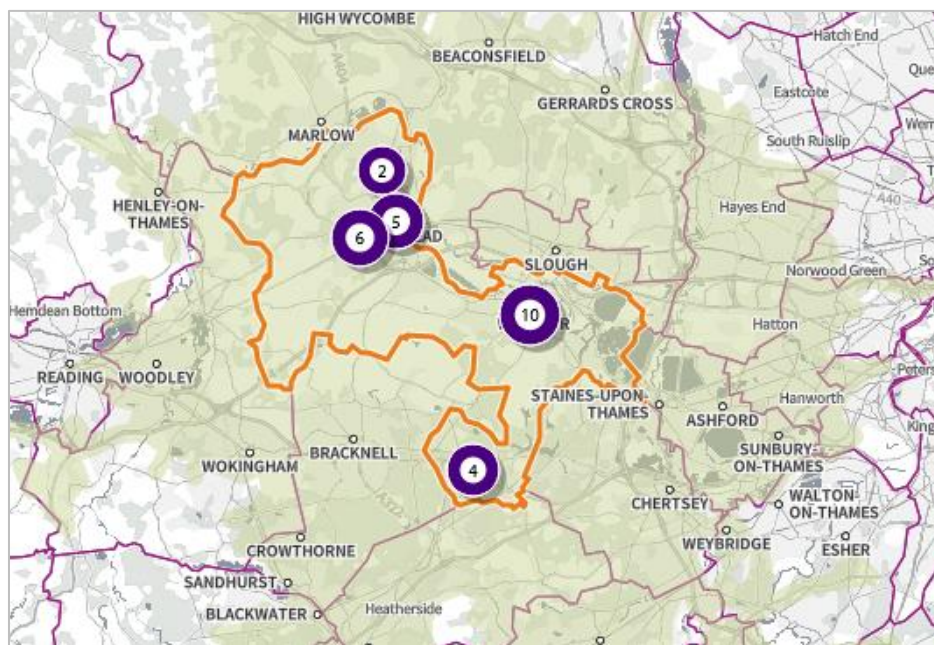 HIGH WYCOMBE
Hatch End
BEACONSFIELD
A404
Eastcote
GERRARDS CROSS
MARLOW
South Ruislip
2
HENLEY-ON-
THAMES
A40
Hayes End
5
6
SLOUGH
Norwood Green
Hemdean Bottom
10
Hatton
READING
WOODLEY
STAINES-UPON-
THAMES
Hanworth
ASHFORD
BRACKNELL
WOKINGHAM
SUNBURY-
ON-THAMES
4
CHERTSEY
WALTON-
ON-THAMES
CROWTHORNE
WEYBRIDGE
ESHER
SANDHURST
BLACKWATER
Heatherside